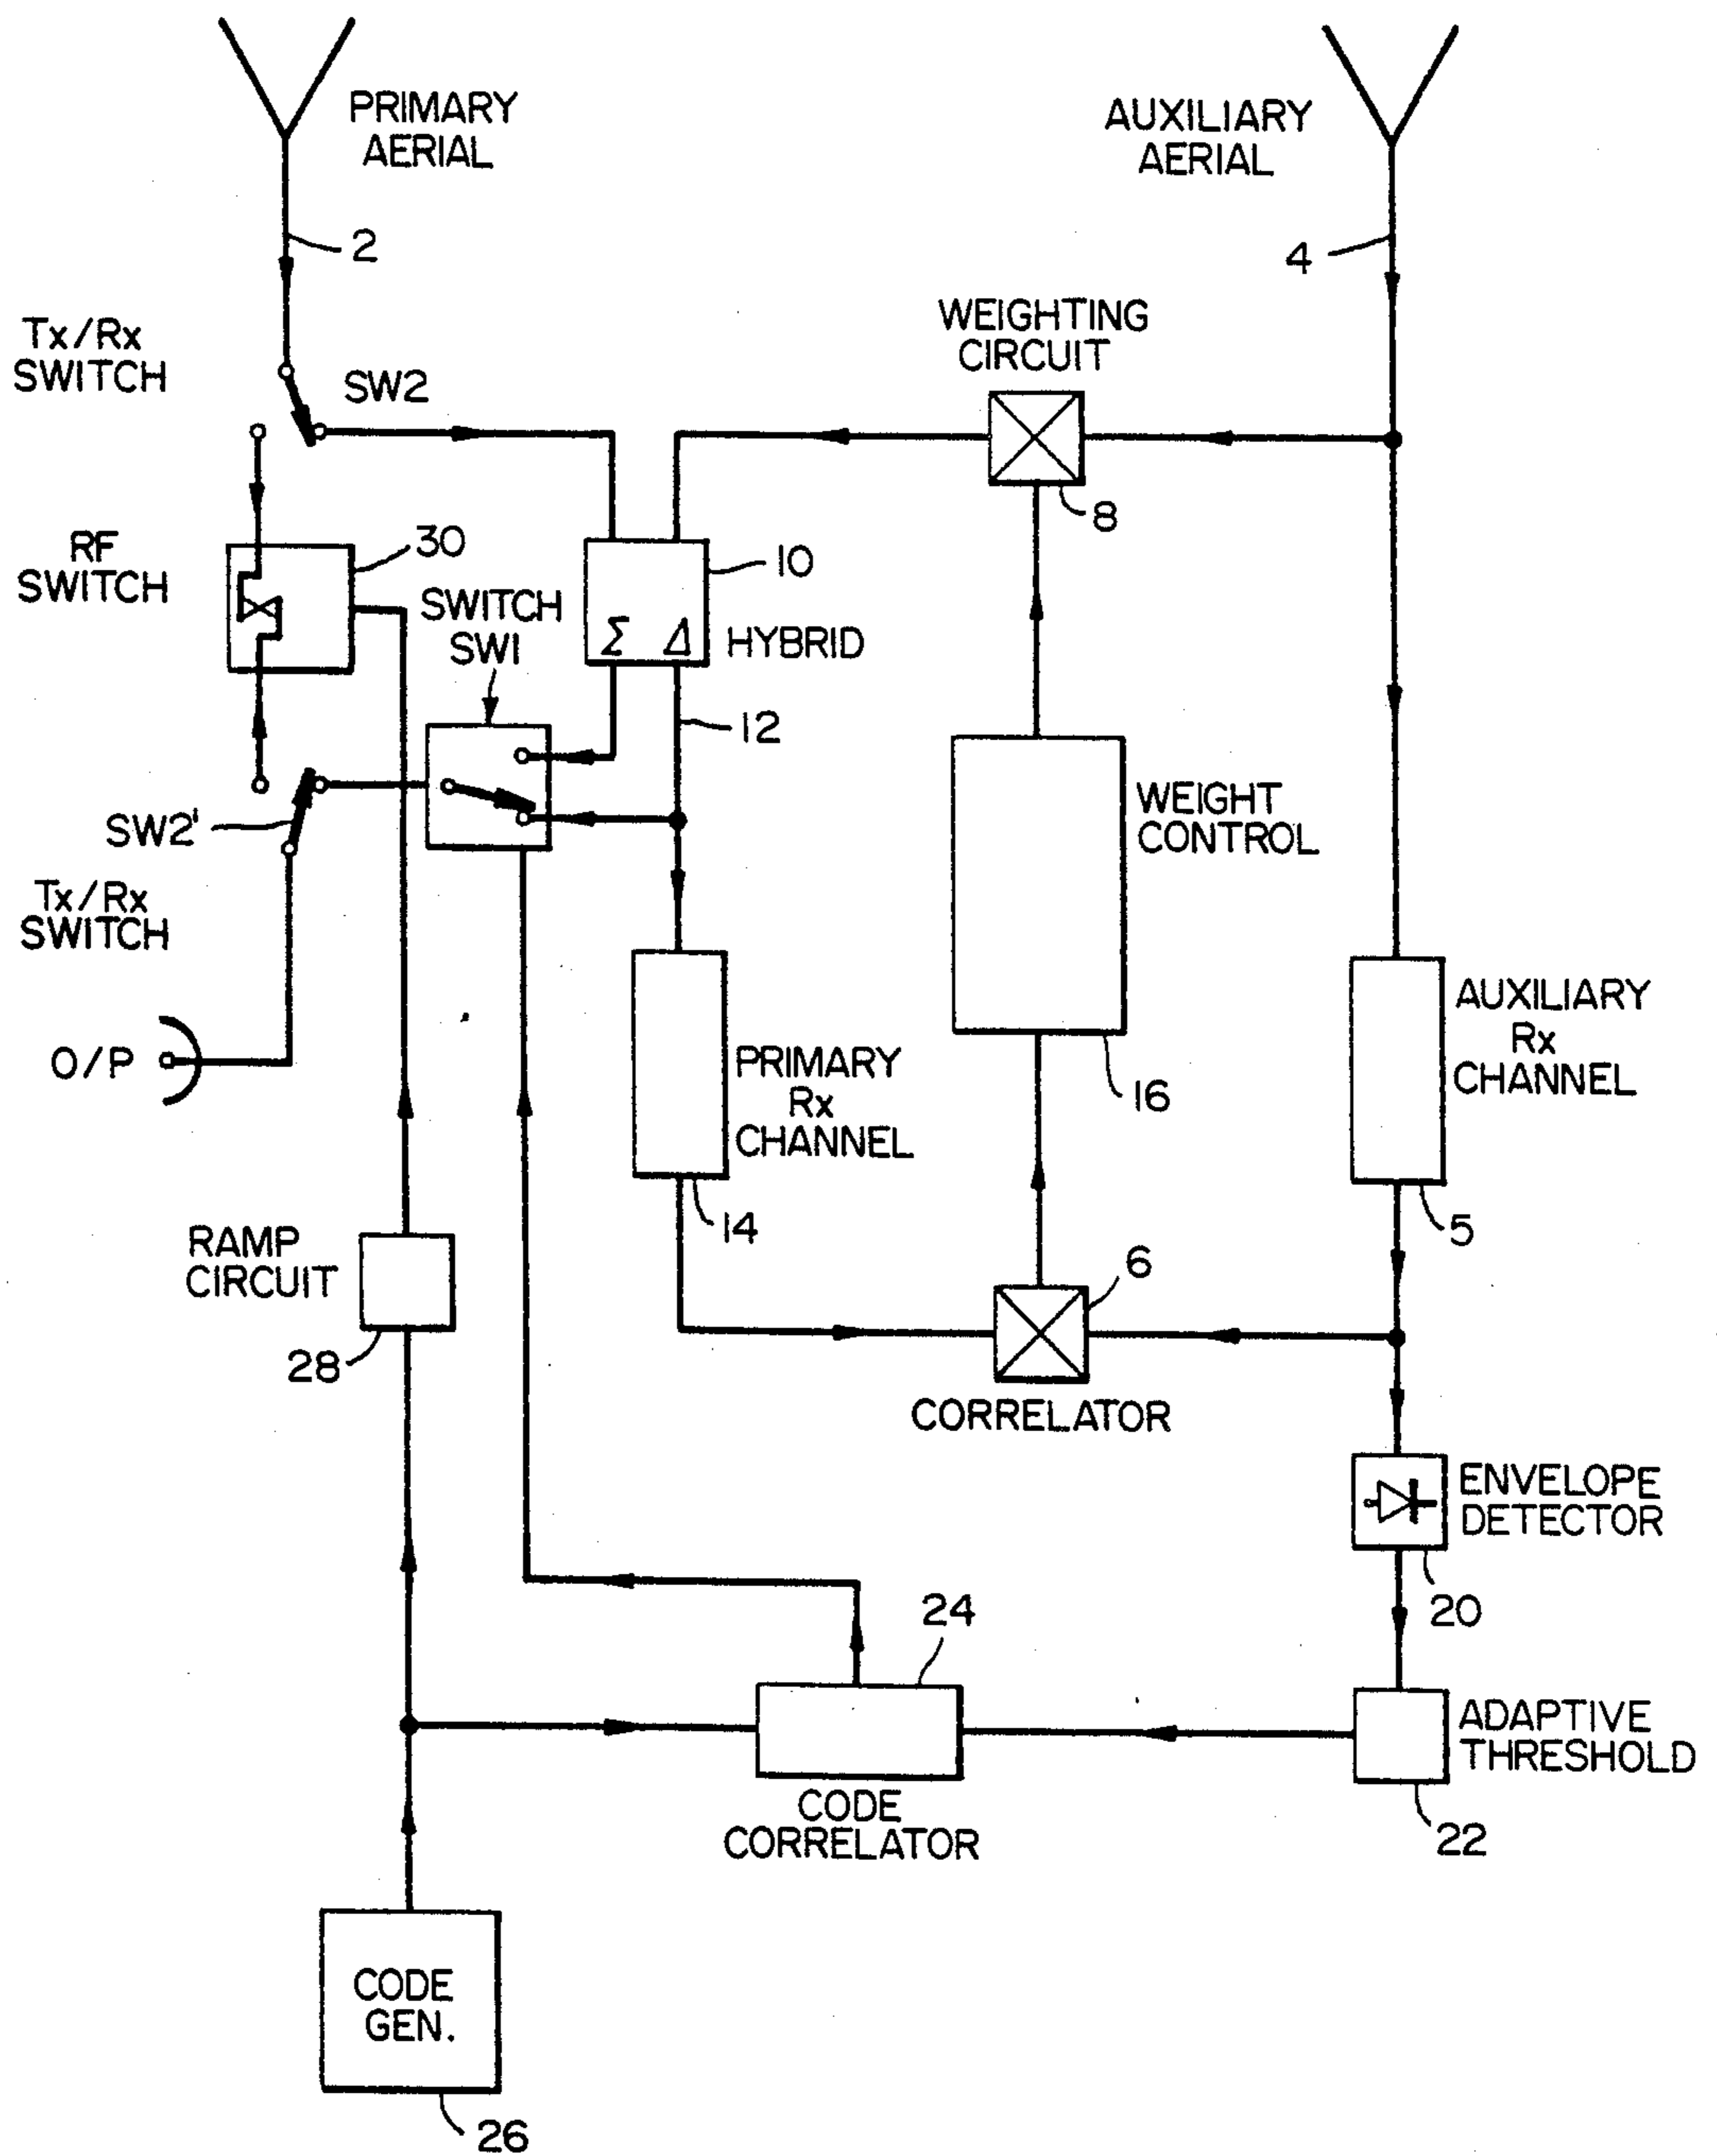 PRIMARY
AERIAL
AUXILIARY
AERIAL
2
4
Tx/Rx
SWITCH
SW2
WEIGHTING
CIRCUIT
8
RF
SWITCH
30
SWITCH
SW1
10
Σ Δ
HYBRID
12
SW2'
Tx/Rx
SWITCH
WEIGHT
CONTROL
16
O/P
PRIMARY
Rx
CHANNEL
14
AUXILIARY
Rx
CHANNEL
5
RAMP
CIRCUIT
28
6
CORRELATOR
ENVELOPE
DETECTOR
20
24
CODE
CORRELATOR
ADAPTIVE
THRESHOLD
22
CODE
GEN.
26